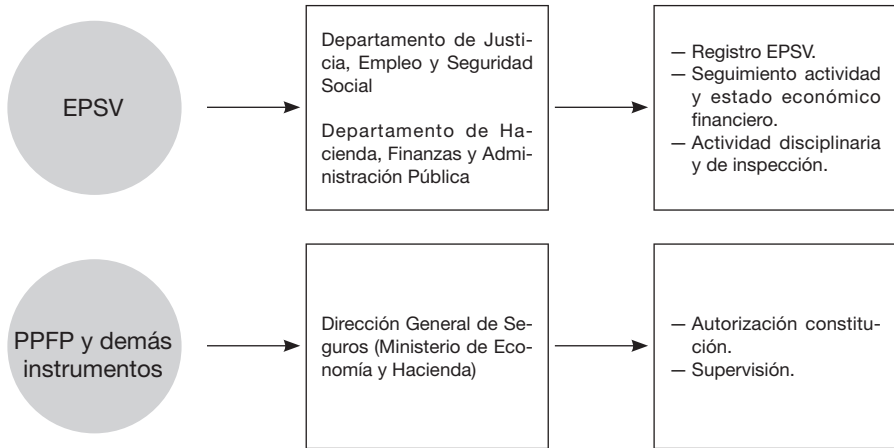 EPSV
Departamento de Justi-
cia, Empleo y Seguridad
Social
Departamento de Ha-
cienda, Finanzas y Admi-
nistración Pública
— Registro EPSV.
— Seguimiento actividad
y estado económico
financiero.
— Actividad disciplinaria
y de inspección.
PPFP y demás
instrumentos
Dirección General de Se-
guros (Ministerio de Eco-
nomía y Hacienda)
— Autorización constitu-
ción.
— Supervisión.